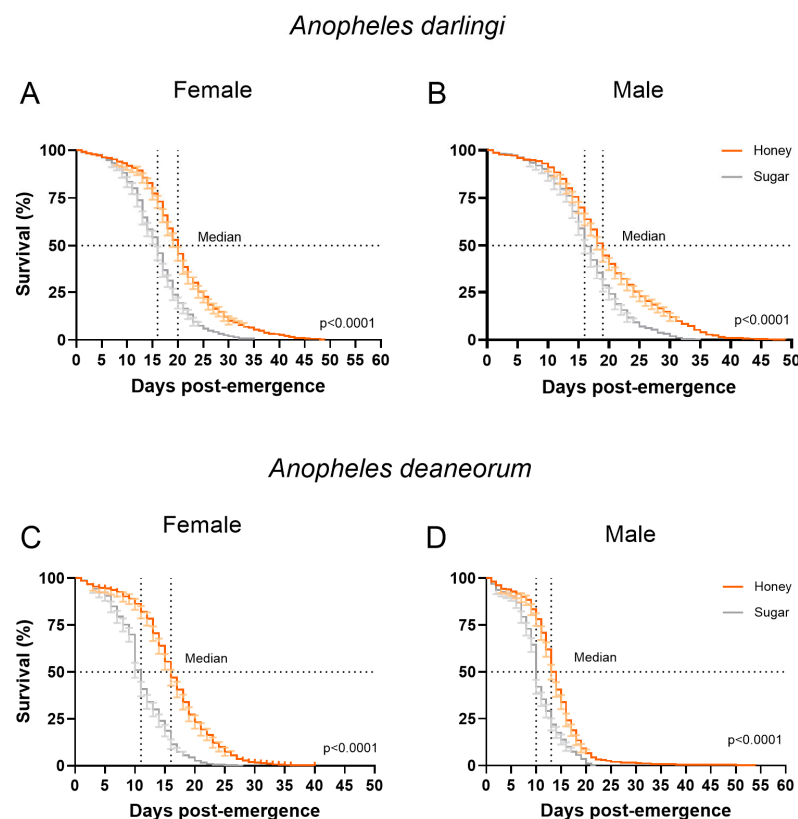 Anopheles darlingi
A
Female
B
Male
Survival (%)
100
75
50
25
0
Median
p<0.0001
0 5 10 15 20 25 30 35 40 45 50 55 60
Days post-emergence
100
75
50
25
0
Honey
Sugar
Median
p<0.0001
0 5 10 15 20 25 30 35 40 45 50
Days post-emergence
Anopheles deaneorum
C
Female
D
Male
Survival (%)
100
75
50
25
0
Median
p<0.0001
0 5 10 15 20 25 30 35 40 45 50
Days post-emergence
100
75
50
25
0
Honey
Sugar
Median
p<0.0001
0 5 10 15 20 25 30 35 40 45 50 55 60
Days post-emergence